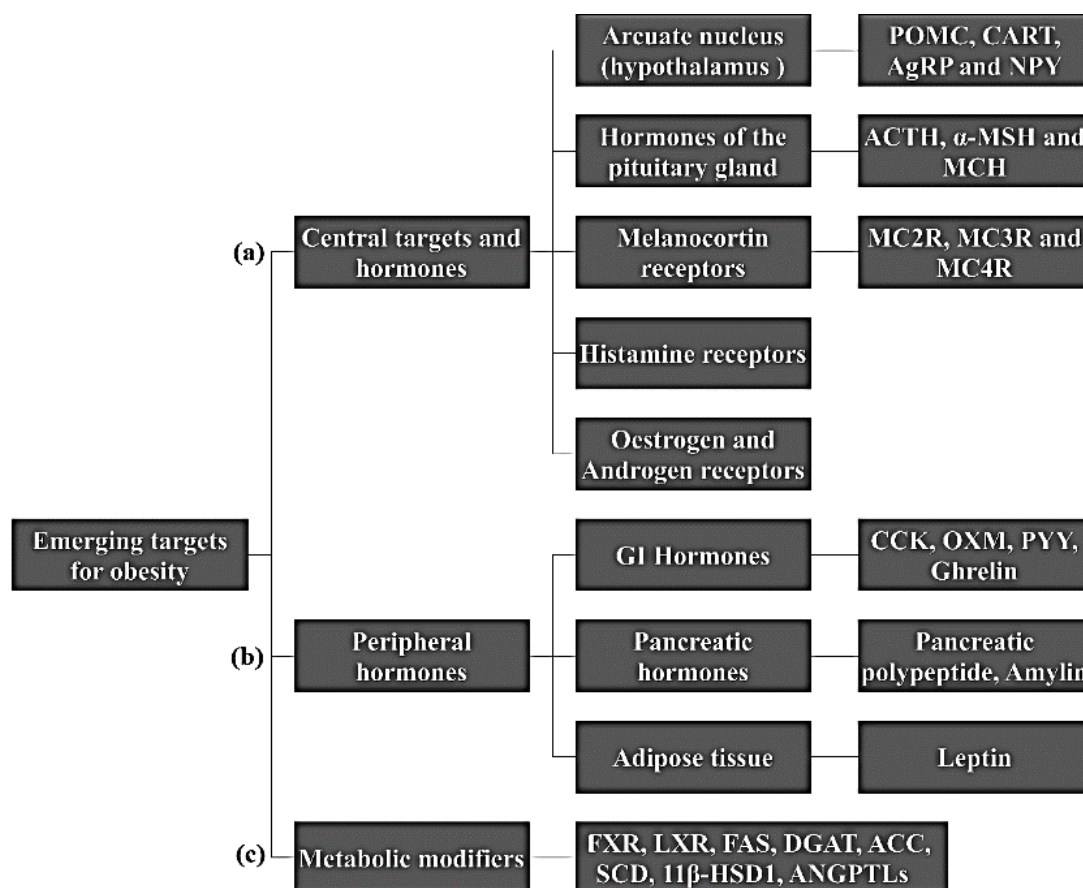 Arcuate nucleus
(hypothalamus )
POMC, CART,
AgRP and NPY
Hormones of the
pituitary gland
ACTH, α-MSH and
MCH
(a)
Central targets and
hormones
Melanocortin
receptors
MC2R, MC3R and
MC4R
Histamine receptors
Oestrogen and
Androgen receptors
Emerging targets
for obesity
GI Hormones
CCK, OXM, PYY,
Ghrelin
(b)
Peripheral
hormones
Pancreatic
hormones
Pancreatic
polypeptide, Amylin
Adipose tissue
Leptin
(c)
Metabolic modifiers
FXR, LXR, FAS, DGAT, ACC,
SCD, 11β-HSD1, ANGPTLs